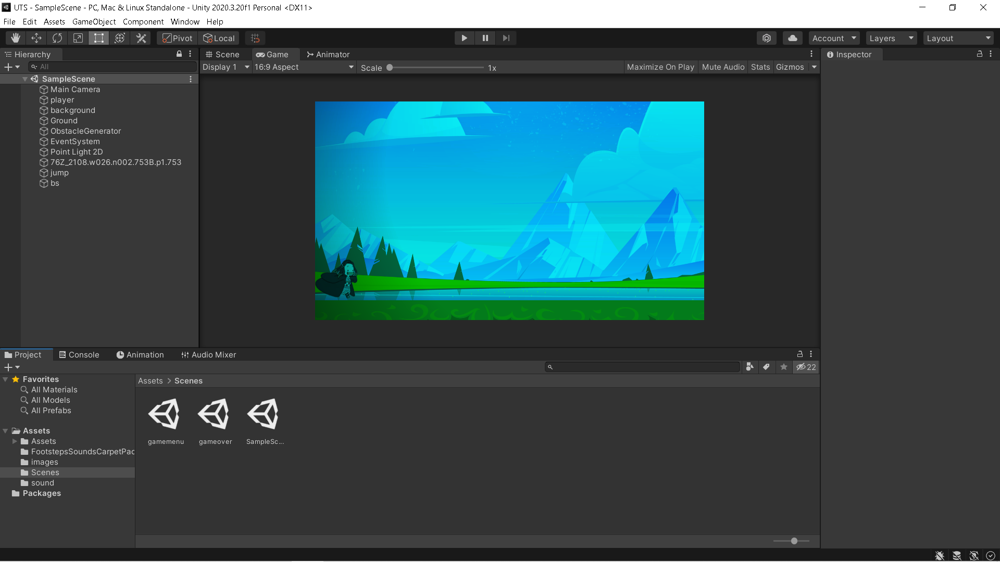 UTS - SampleScene - PC, Mac & Linux Standalone - Unity 2020.3.20f1 Personal <DX11>
File Edit Assets GameObject Component Window Help
Pivot Local Account Layers Layout
Hierarchy
All
SampleScene
Main Camera
player
background
Ground
ObstacleGenerator
EventSystem
Point Light 2D
76Z_2108.w026.n002.753B.p1.753
jump
bs
Scene Game Animator
Display 1 16:9 Aspect Scale 1x Maximize On Play Mute Audio Stats Gizmos
Inspector
Project Console Animation Audio Mixer
22
Favorites
All Materials
All Models
All Prefabs
Assets
Assets
FootstepsSoundsCarpetPac
images
Scenes
sound
Packages
Assets > Scenes
gamemenu gameover SampleSc...